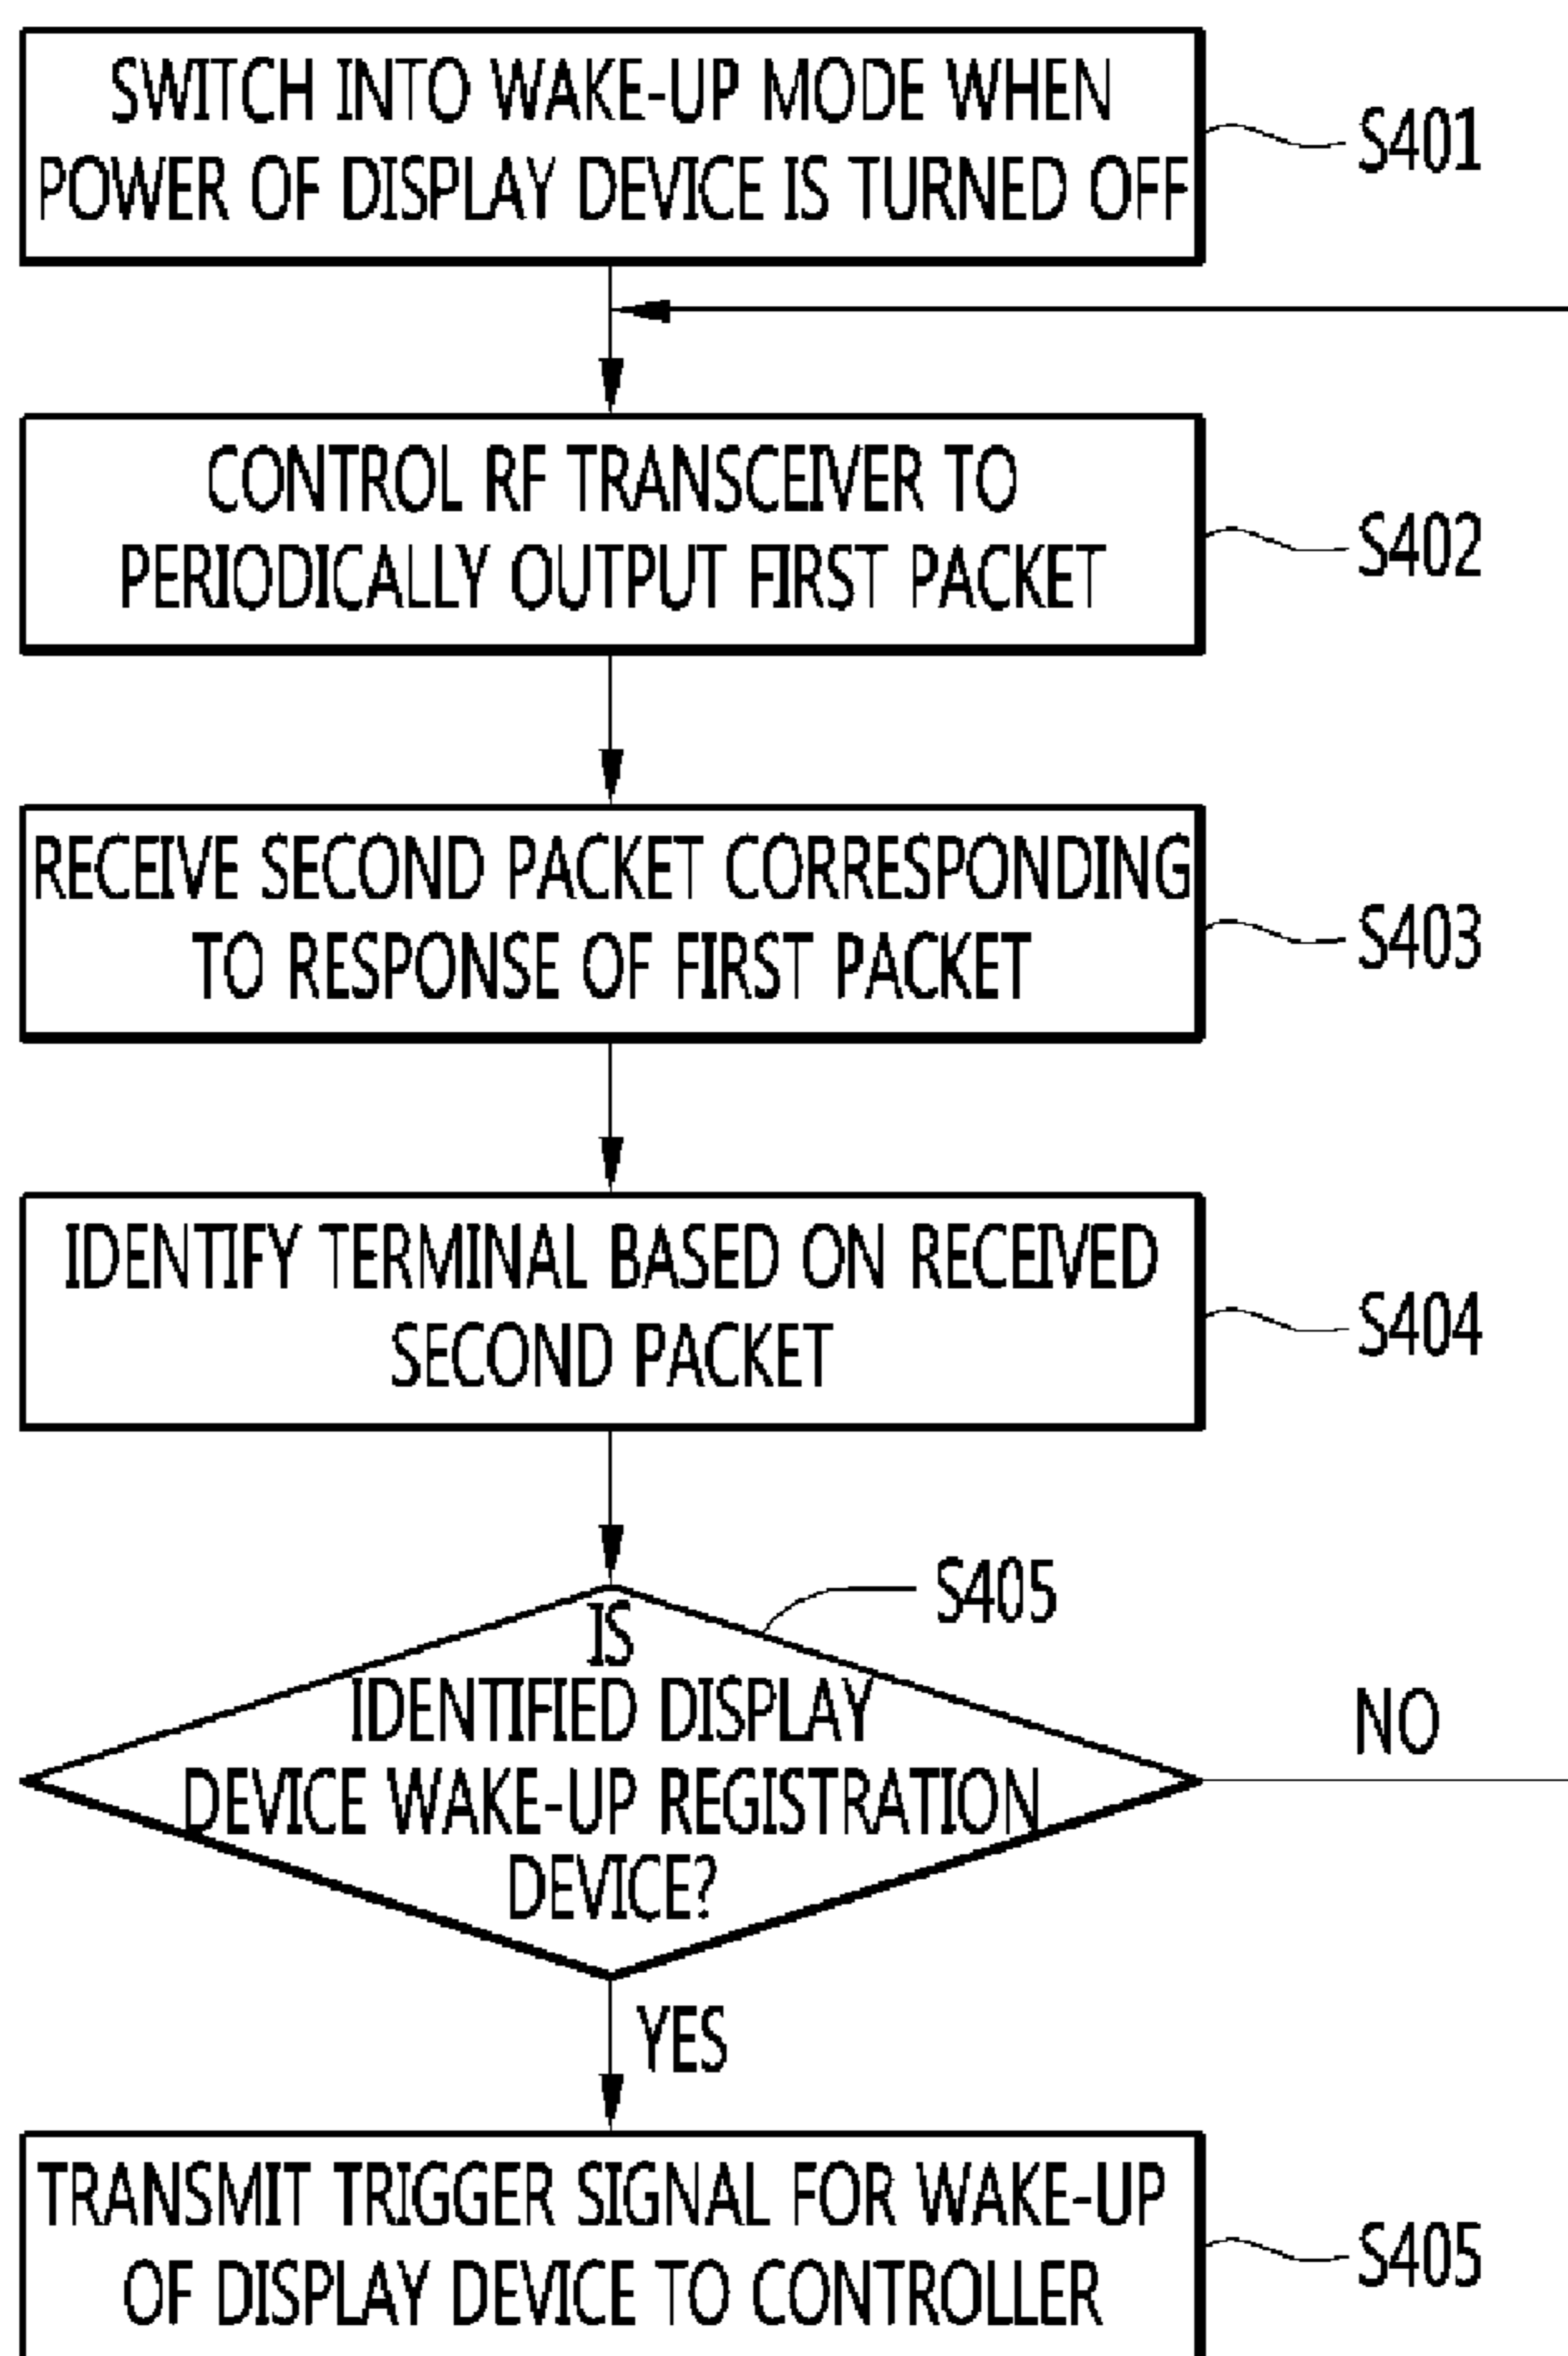 SWITCH INTO WAKE-UP MODE WHEN
POWER OF DISPLAY DEVICE IS TURNED OFF
S401
CONTROL RF TRANSCEIVER TO
PERIODICALLY OUTPUT FIRST PACKET
S402
RECEIVE SECOND PACKET CORRESPONDING
TO RESPONSE OF FIRST PACKET
S403
IDENTIFY TERMINAL BASED ON RECEIVED
SECOND PACKET
S404
S405
IS
IDENTIFIED DISPLAY
DEVICE WAKE-UP REGISTRATION
DEVICE?
NO
YES
TRANSMIT TRIGGER SIGNAL FOR WAKE-UP
OF DISPLAY DEVICE TO CONTROLLER
S405